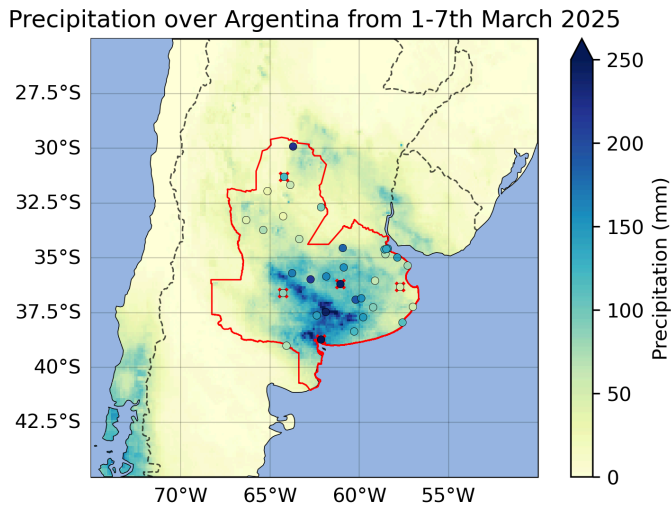 Precipitation over Argentina from 1-7th March 2025
27.5°S
30°S
32.5°S
35°S
37.5°S
40°S
42.5°S
70°W 65°W 60°W 55°W
250
200
150
100
50
0
Precipitation (mm)